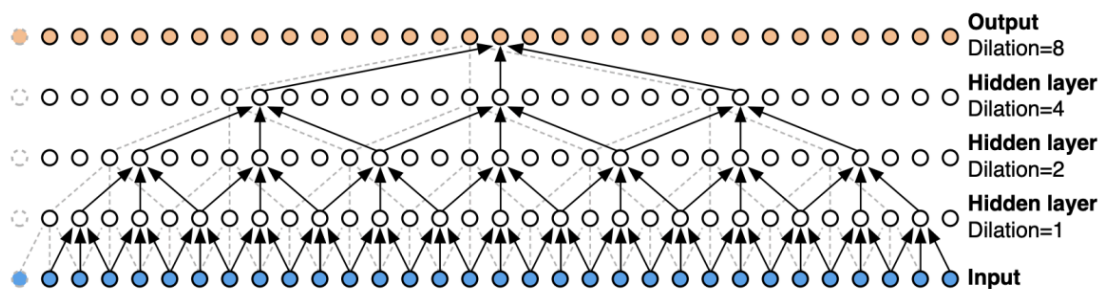 Output
Dilation=8
Hidden layer
Dilation=4
Hidden layer
Dilation=2
Hidden layer
Dilation=1
Input